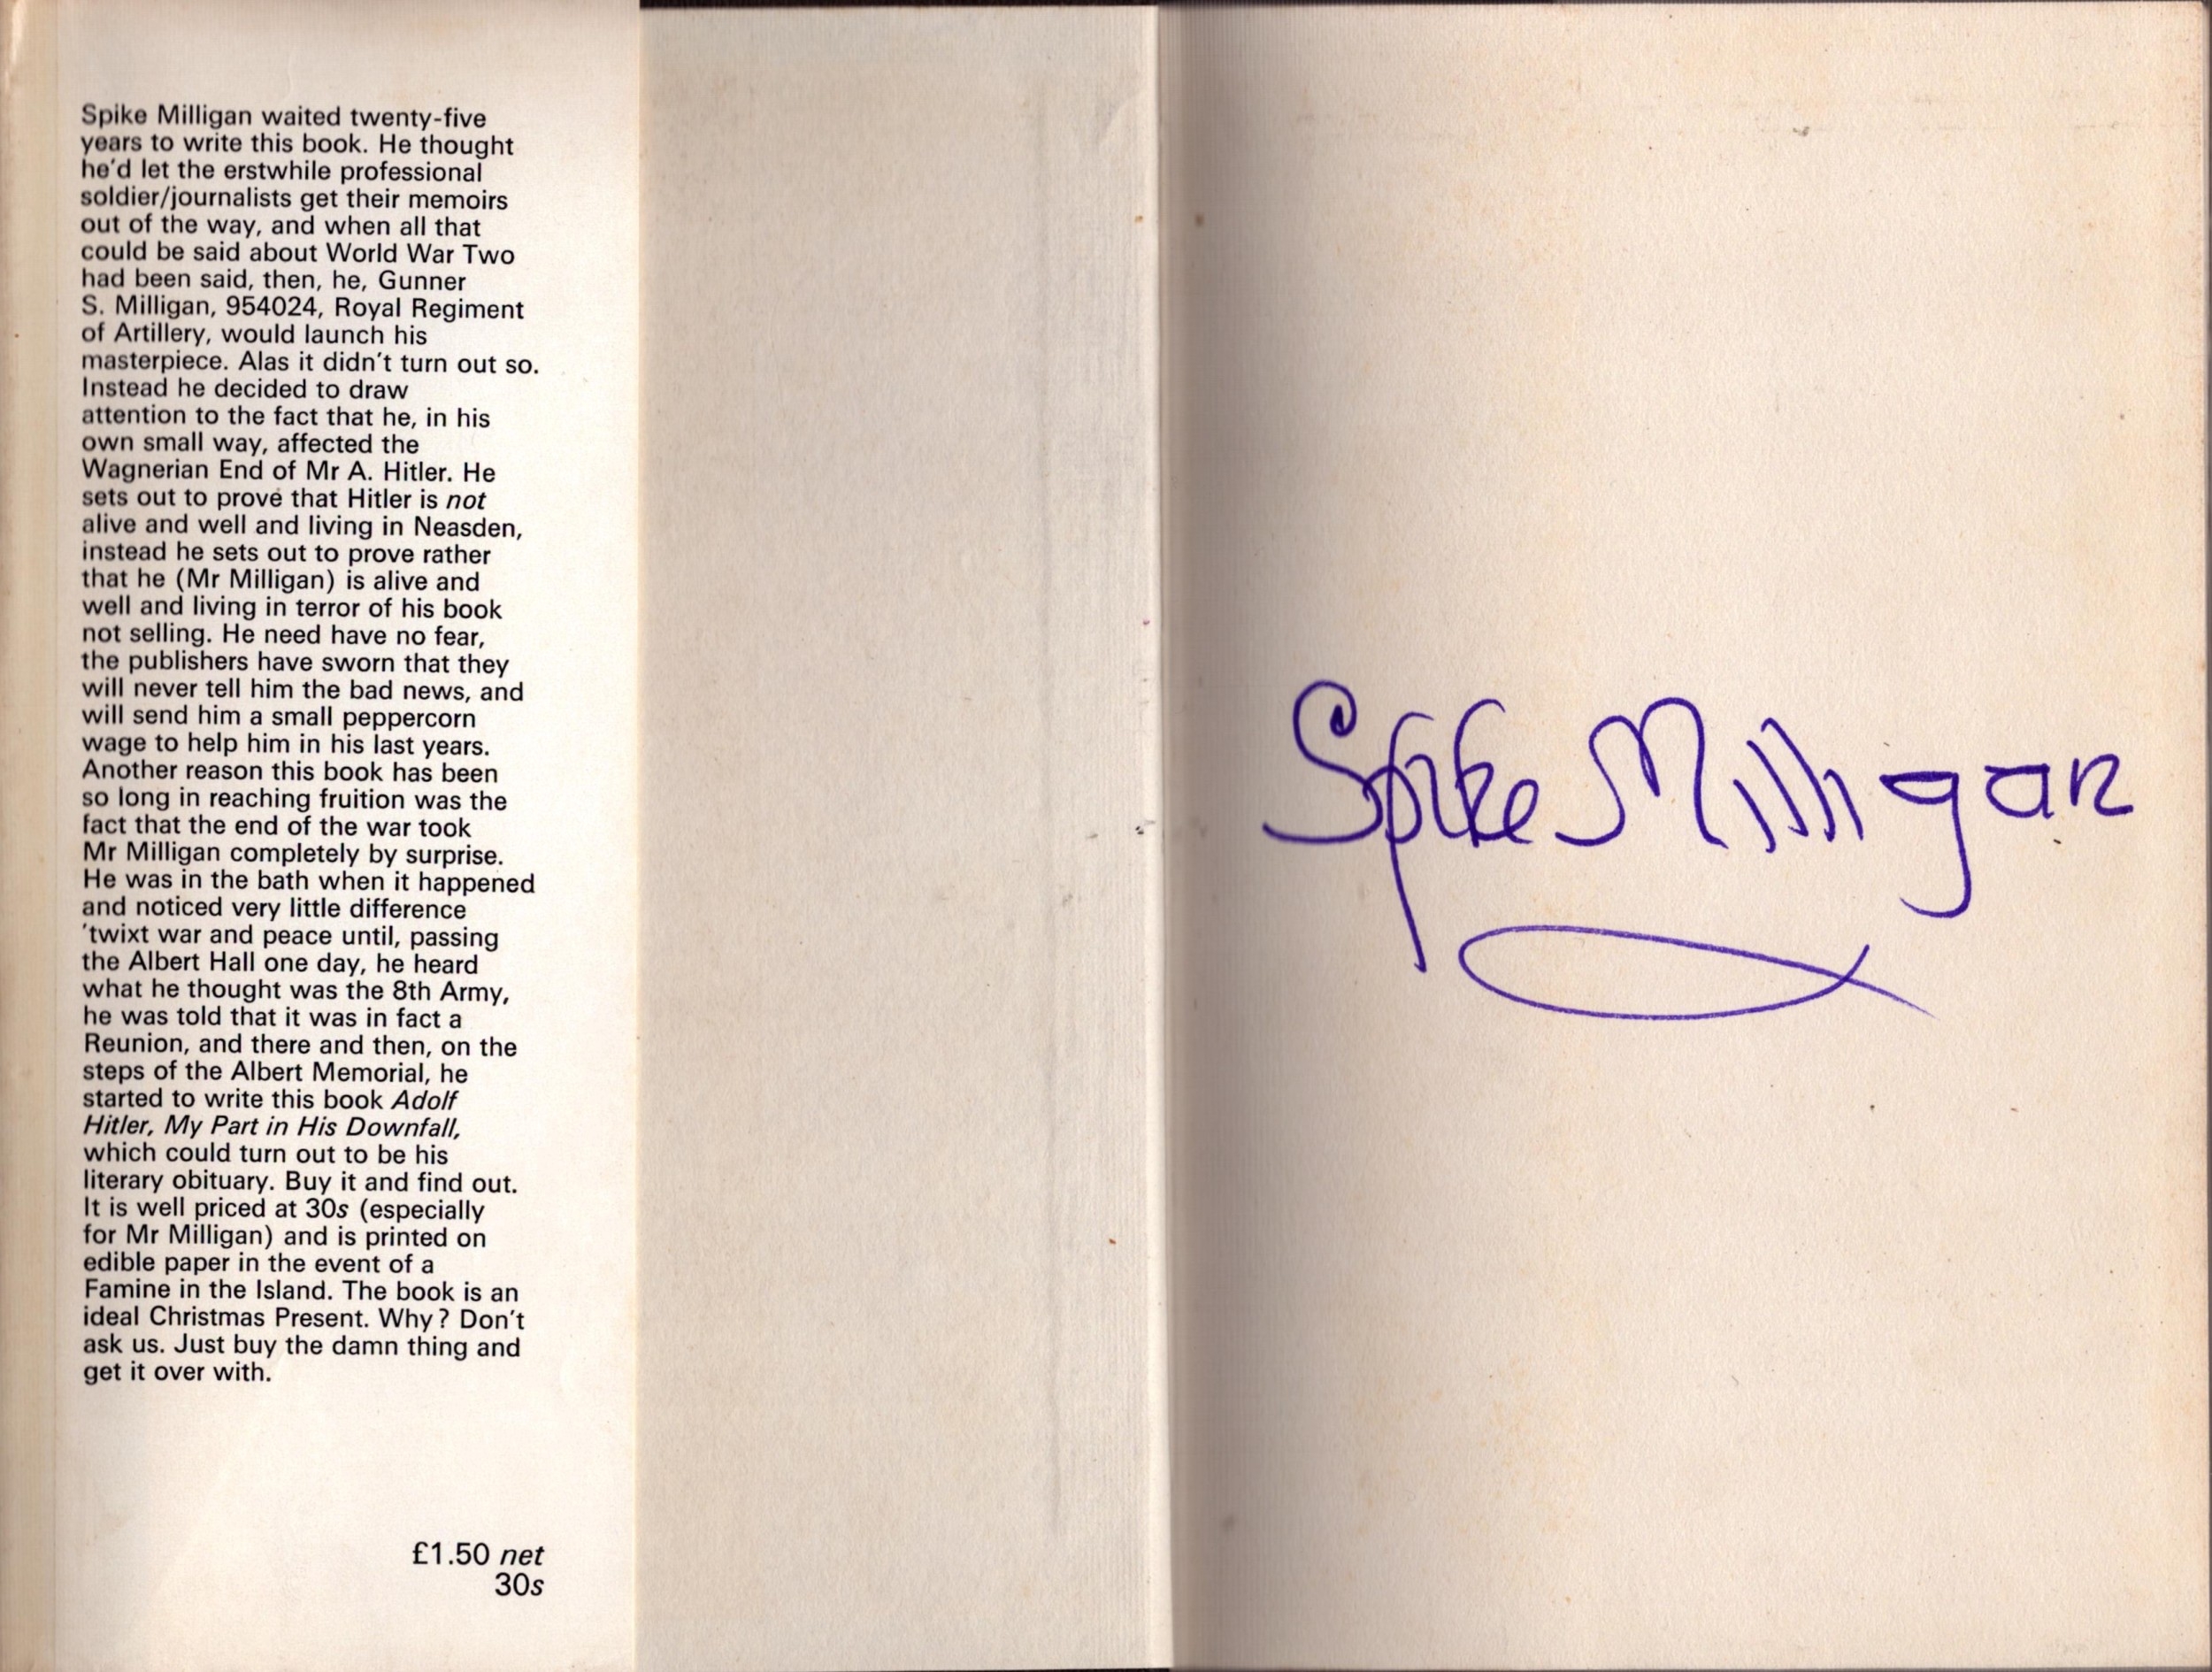 Spike Milligan waited twenty-five
years to write this book. He thought
he'd let the erstwhile professional
soldier/journalists get their memoirs
out of the way, and when all that
could be said about World War Two
had been said, then, he, Gunner
S. Milligan, 954024, Royal Regiment
of Artillery, would launch his
masterpiece. Alas it didn't turn out so.
Instead he decided to draw
attention to the fact that he, in his
own small way, affected the
Wagnerian End of Mr A. Hitler. He
sets out to prove that Hitler is not
alive and well and living in Neasden,
instead he sets out to prove rather
that he (Mr Milligan) is alive and
well and living in terror of his book
not selling. He need have no fear,
the publishers have sworn that they
will never tell him the bad news, and
will send him a small peppercorn
wage to help him in his last years.
Another reason this book has been
so long in reaching fruition was the
fact that the end of the war took
Mr Milligan completely by surprise.
He was in the bath when it happened
and noticed very little difference
'twixt war and peace until, passing
the Albert Hall one day, he heard
what he thought was the 8th Army,
he was told that it was in fact a
Reunion, and there and then, on the
steps of the Albert Memorial, he
started to write this book Adolf
Hitler, My Part in His Downfall,
which could turn out to be his
literary obituary. Buy it and find out.
It is well priced at 30s (especially
for Mr Milligan) and is printed on
edible paper in the event of a
Famine in the Island. The book is an
ideal Christmas Present. Why? Don't
ask us. Just buy the damn thing and
get it over with.
£1.50 net
30s
Spike Milligan